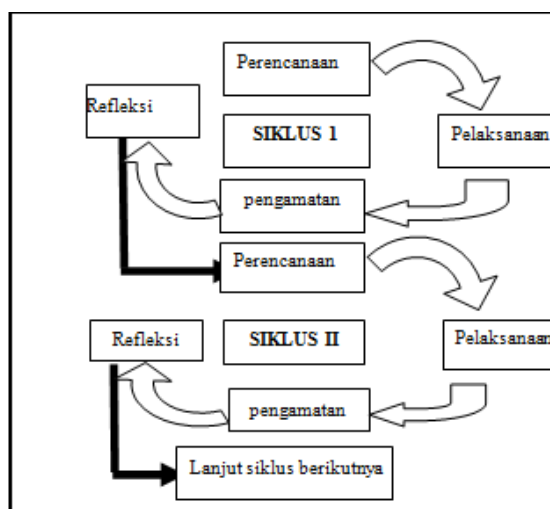 Perencanaan
Refleksi
SIKLUS 1
Pelaksanaan
pengamatan
Perencanaan
Refleksi
SIKLUS II
Pelaksanaan
pengamatan
Lanjut siklus berikutnya